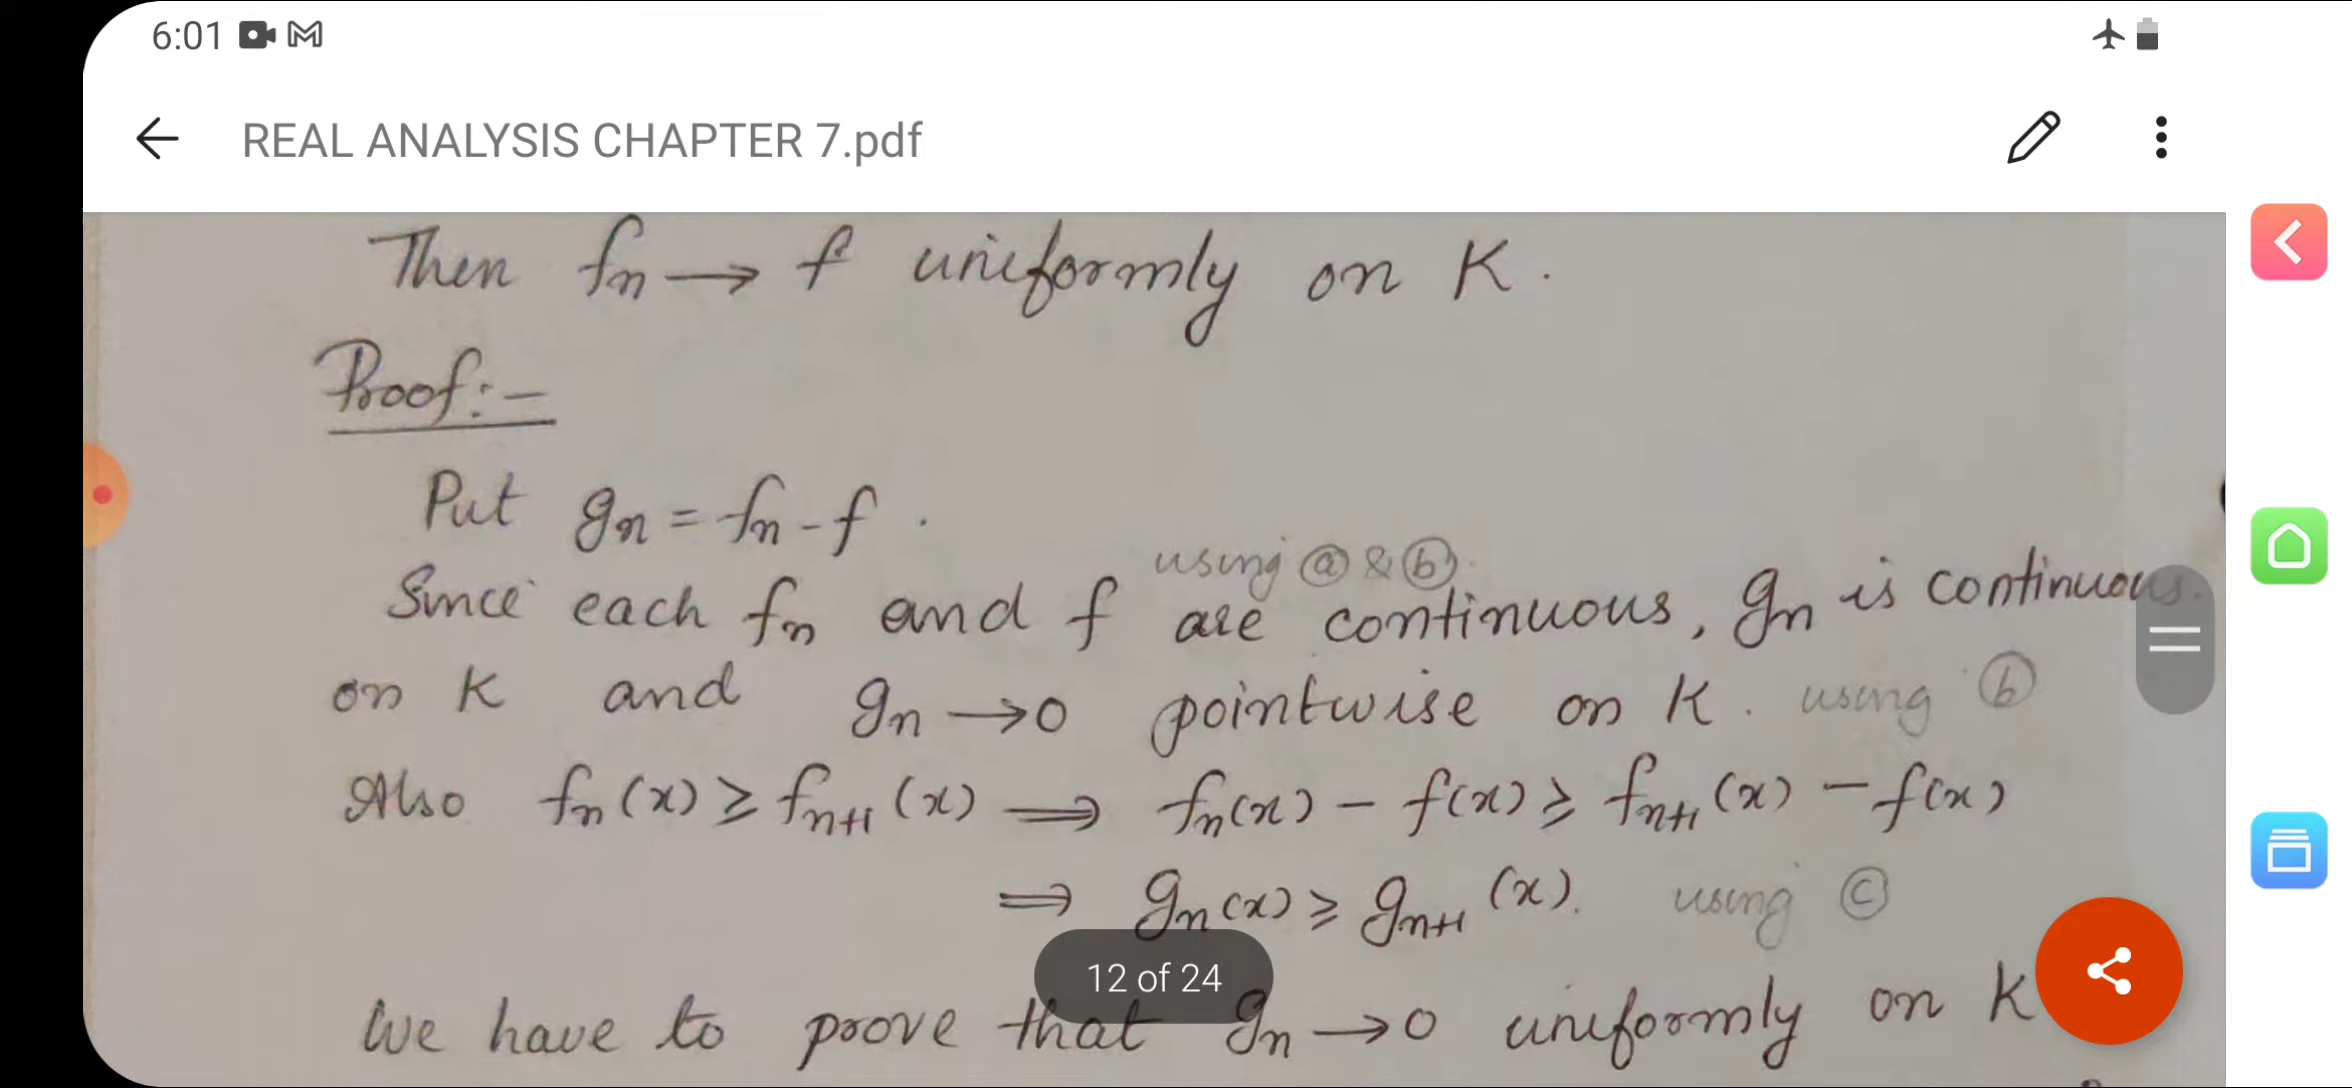 6:01
REAL ANALYSIS CHAPTER 7.pdf
Then fn → f uniformly on K.
Proof:-
Put gn = fn - f .
using ⓐ & ⓑ.
Since each fn and f are continuous, gn is continuous.
on K and gn → 0 pointwise on K. using ⓑ
Also fn(x) ≥ fn+1(x) ⟹ fn(x) - f(x) ≥ fn+1(x) - f(x)
⟹ gn(x) ≥ gn+1(x). using ⓒ
12 of 24
We have to prove that gn → 0 uniformly on K